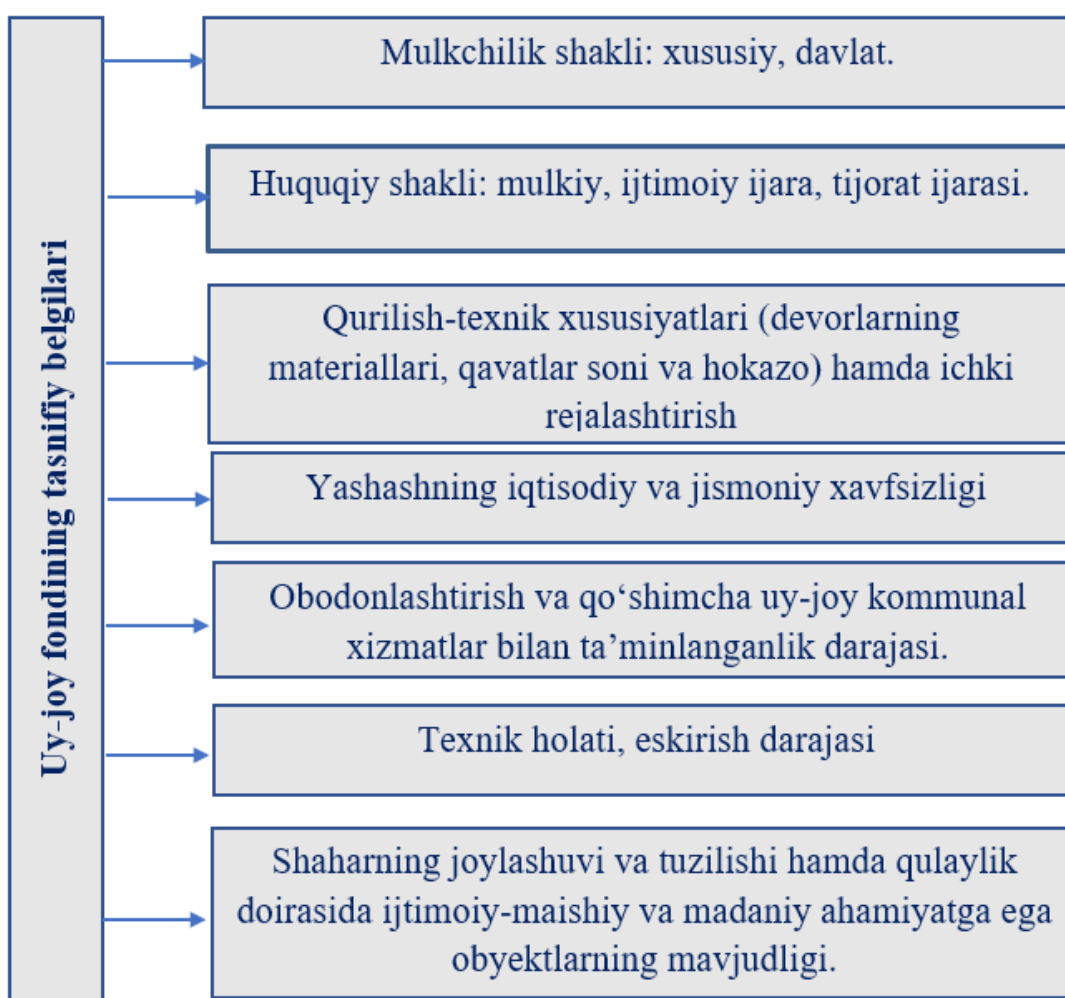 Uy-joy fondining tasnifiy belgilari
Mulkchilik shakli: xususiy, davlat.
Huquqiy shakli: mulkiy, ijtimoiy ijara, tijorat ijarasi.
Qurilish-texnik xususiyatlari (devorlarning
materiallari, qavatlar soni va hokazo) hamda ichki
rejalashtirish
Yashashning iqtisodiy va jismoniy xavfsizligi
Obodonlashtirish va qo‘shimcha uy-joy kommunal
xizmatlar bilan ta’minlanganlik darajasi.
Texnik holati, eskirish darajasi
Shaharning joylashuvi va tuzilishi hamda qulaylik
doirasida ijtimoiy-maishiy va madaniy ahamiyatga ega
obyektlarning mavjudligi.